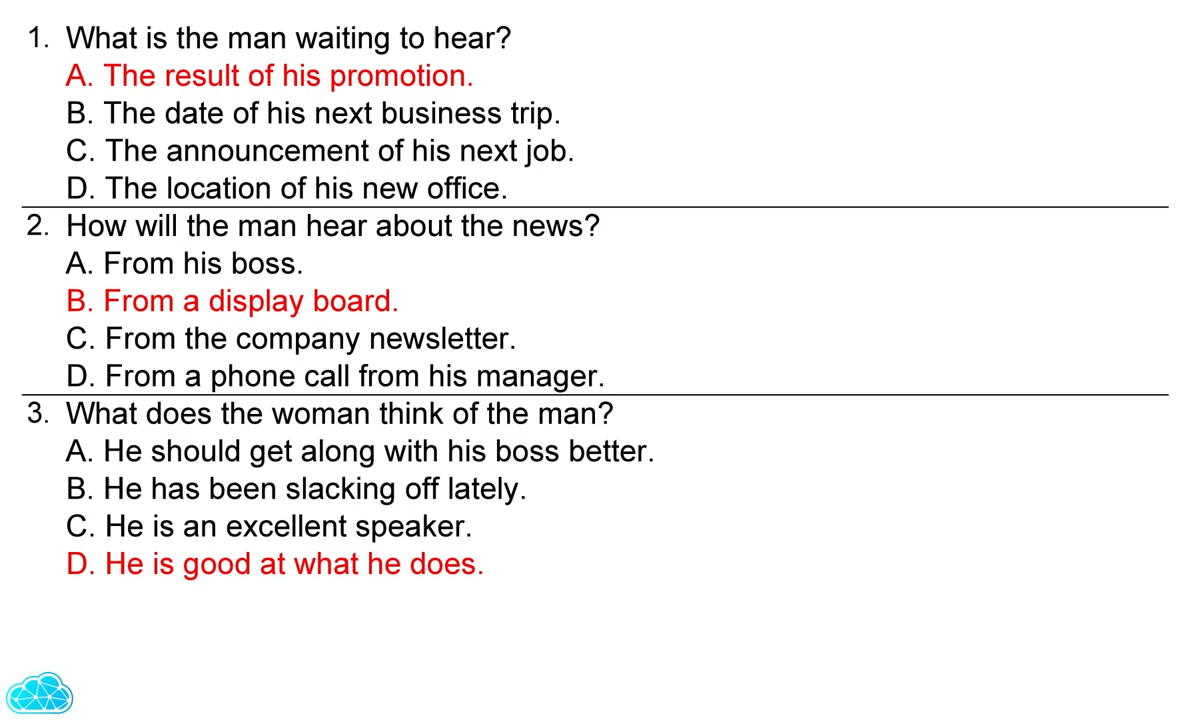 1. What is the man waiting to hear?
A. The result of his promotion.
B. The date of his next business trip.
C. The announcement of his next job.
D. The location of his new office.
2. How will the man hear about the news?
A. From his boss.
B. From a display board.
C. From the company newsletter.
D. From a phone call from his manager.
3. What does the woman think of the man?
A. He should get along with his boss better.
B. He has been slacking off lately.
C. He is an excellent speaker.
D. He is good at what he does.